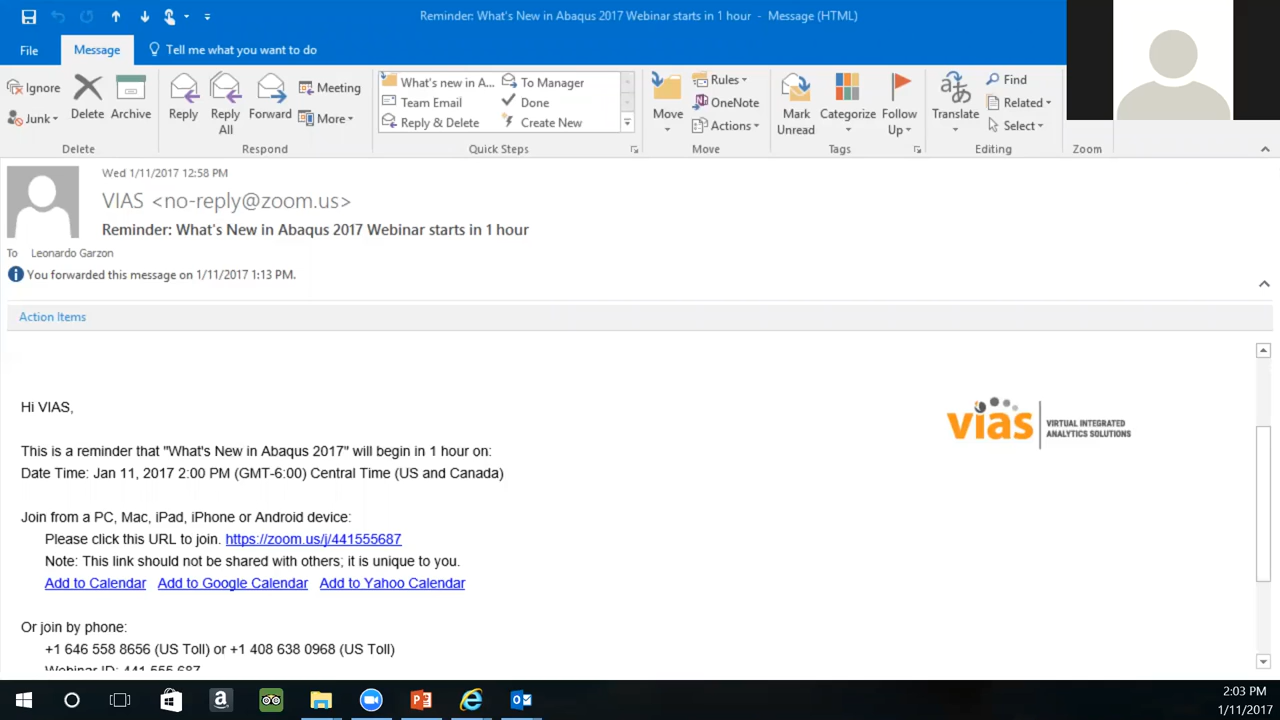 Reminder: What's New in Abaqus 2017 Webinar starts in 1 hour - Message (HTML)
File Message Tell me what you want to do
Ignore
Junk
Delete
Archive
Delete
Reply
Reply All
Forward
Meeting
More
Respond
What's new in A...
Team Email
Reply & Delete
To Manager
Done
Create New
Quick Steps
Move
Rules
OneNote
Actions
Move
Mark Unread
Categorize
Follow Up
Tags
Translate
Find
Related
Select
Editing
Zoom
Wed 1/11/2017 12:58 PM
VIAS <no-reply@zoom.us>
Reminder: What's New in Abaqus 2017 Webinar starts in 1 hour
To Leonardo Garzon
You forwarded this message on 1/11/2017 1:13 PM.
Action Items
Hi VIAS,
vias VIRTUAL INTEGRATED
ANALYTICS SOLUTIONS
This is a reminder that "What's New in Abaqus 2017" will begin in 1 hour on:
Date Time: Jan 11, 2017 2:00 PM (GMT-6:00) Central Time (US and Canada)
Join from a PC, Mac, iPad, iPhone or Android device:
Please click this URL to join. https://zoom.us/j/441555687
Note: This link should not be shared with others; it is unique to you.
Add to Calendar Add to Google Calendar Add to Yahoo Calendar
Or join by phone:
+1 646 558 8656 (US Toll) or +1 408 638 0968 (US Toll)
Webinar ID: 441 555 687
2:03 PM
1/11/2017